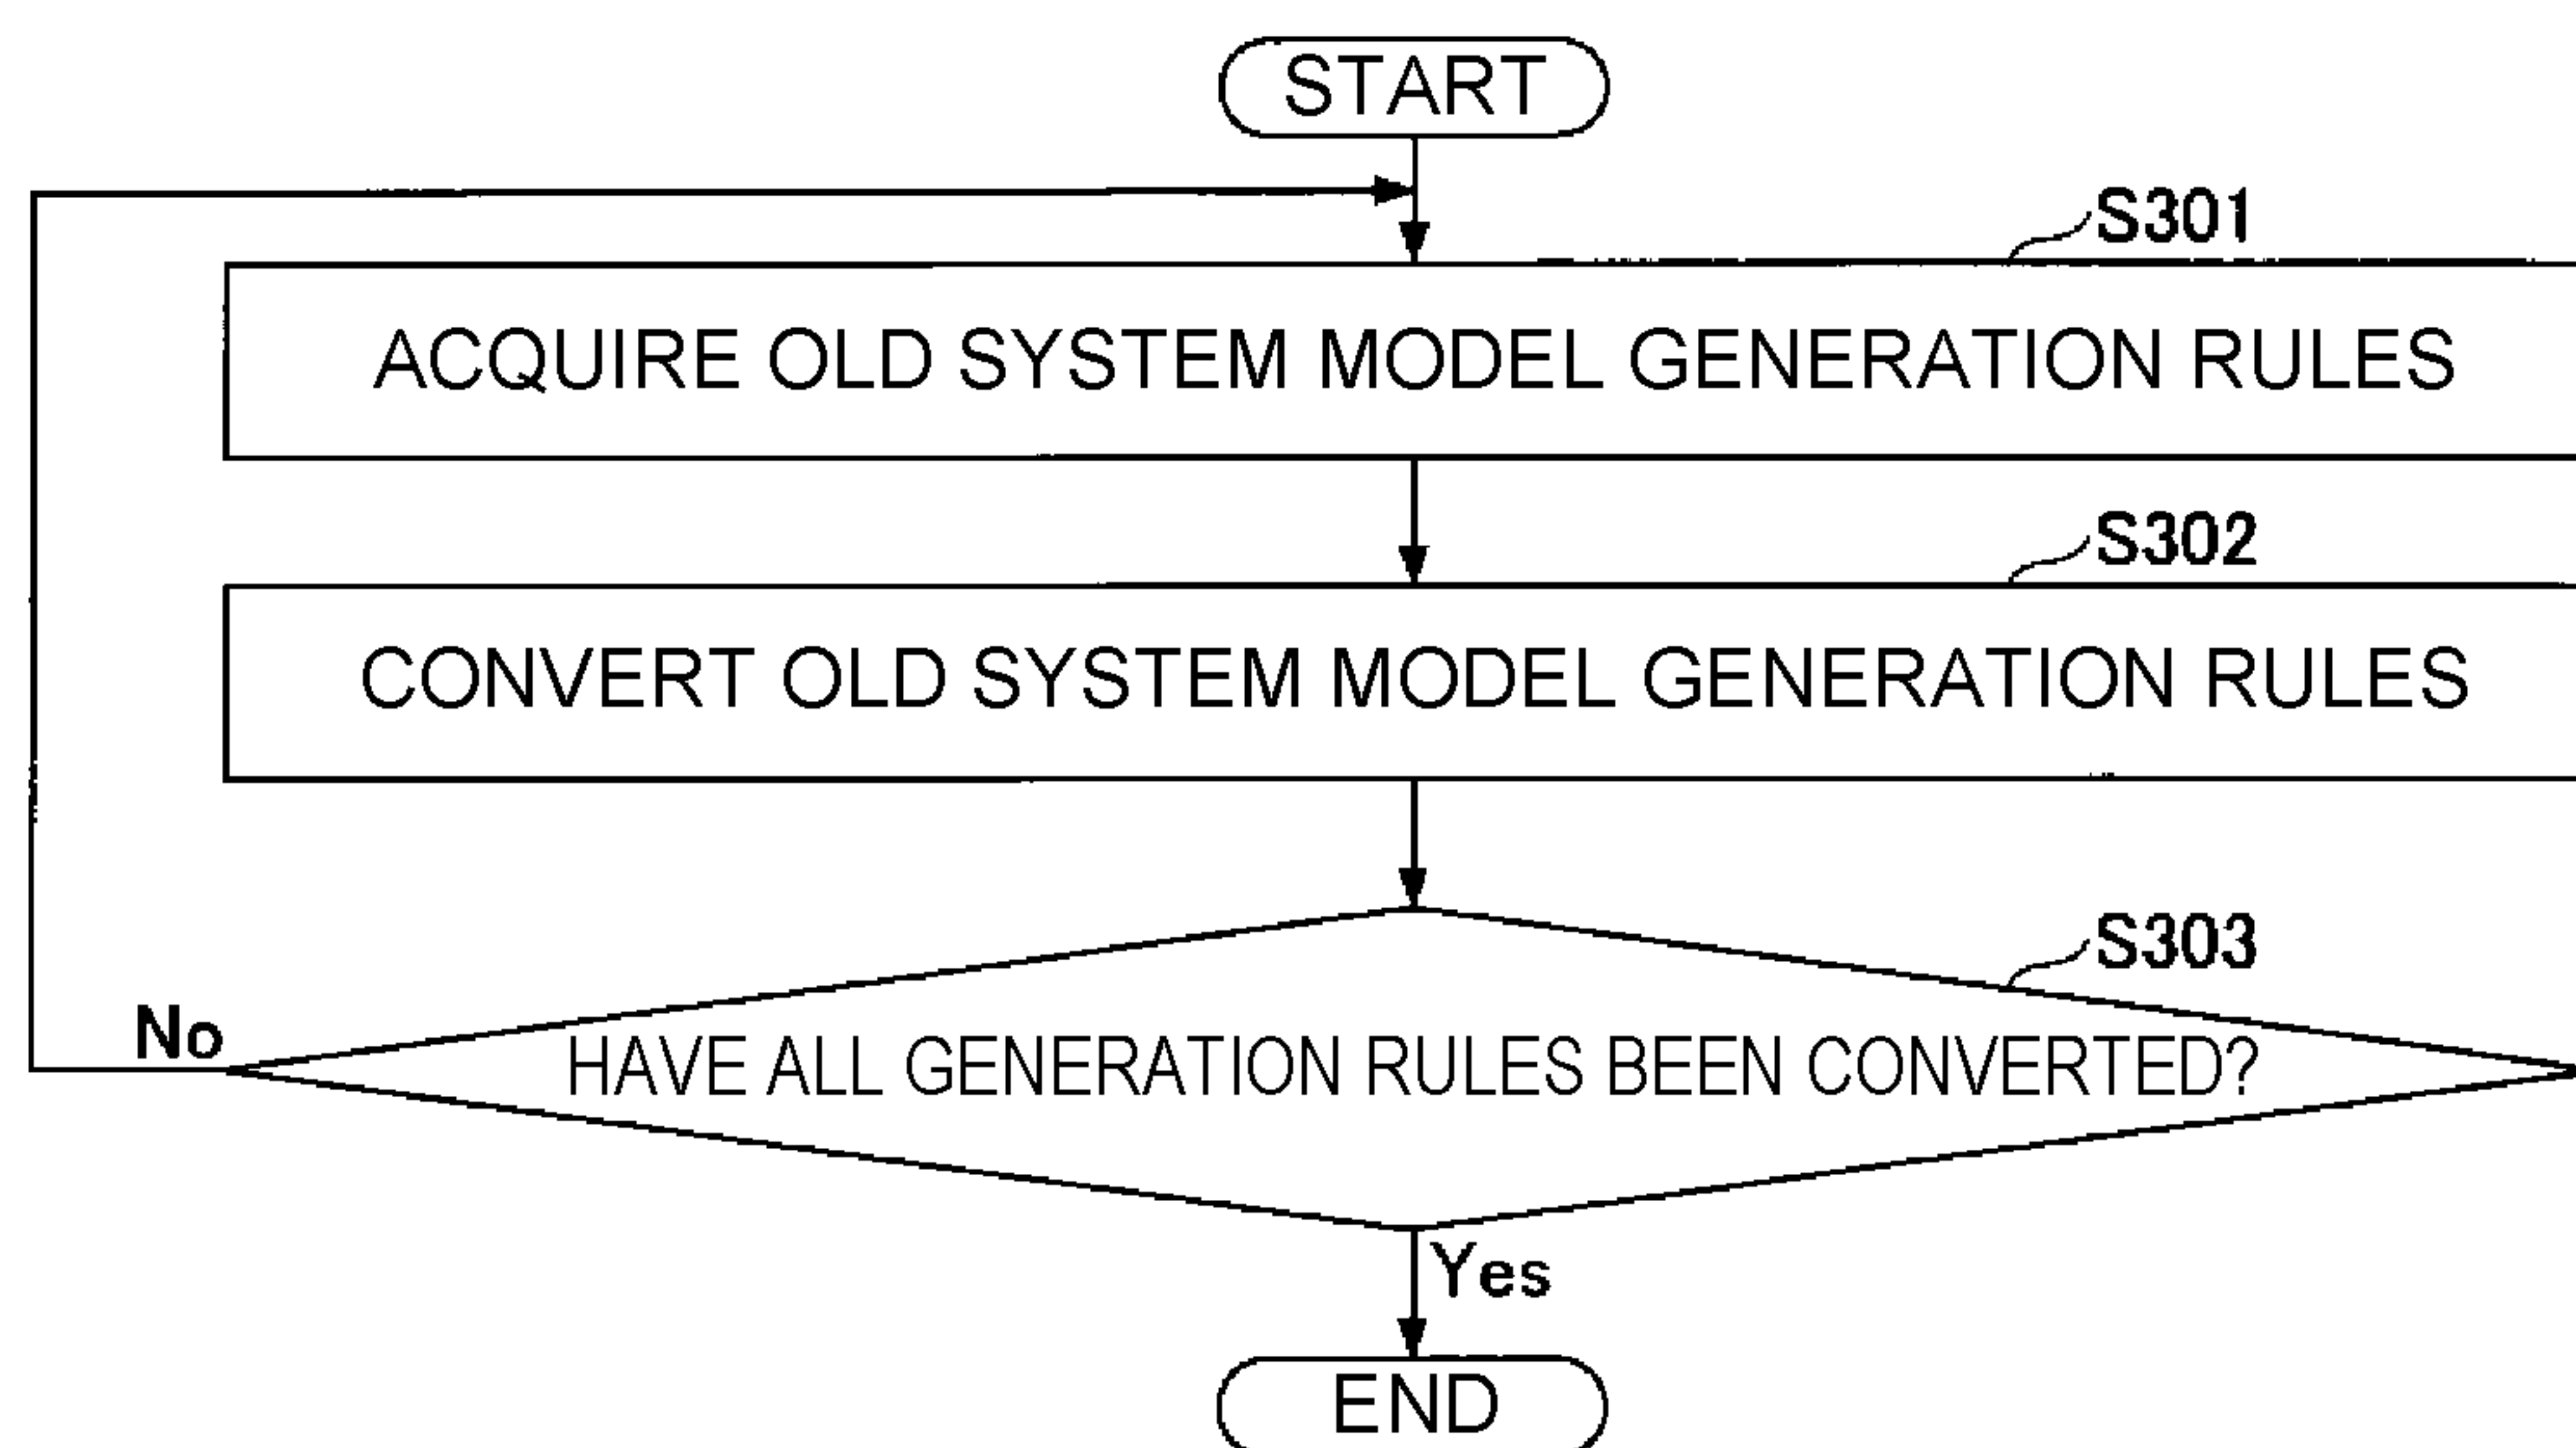 START
S301
ACQUIRE OLD SYSTEM MODEL GENERATION RULES
S302
CONVERT OLD SYSTEM MODEL GENERATION RULES
S303
No
HAVE ALL GENERATION RULES BEEN CONVERTED?
Yes
END